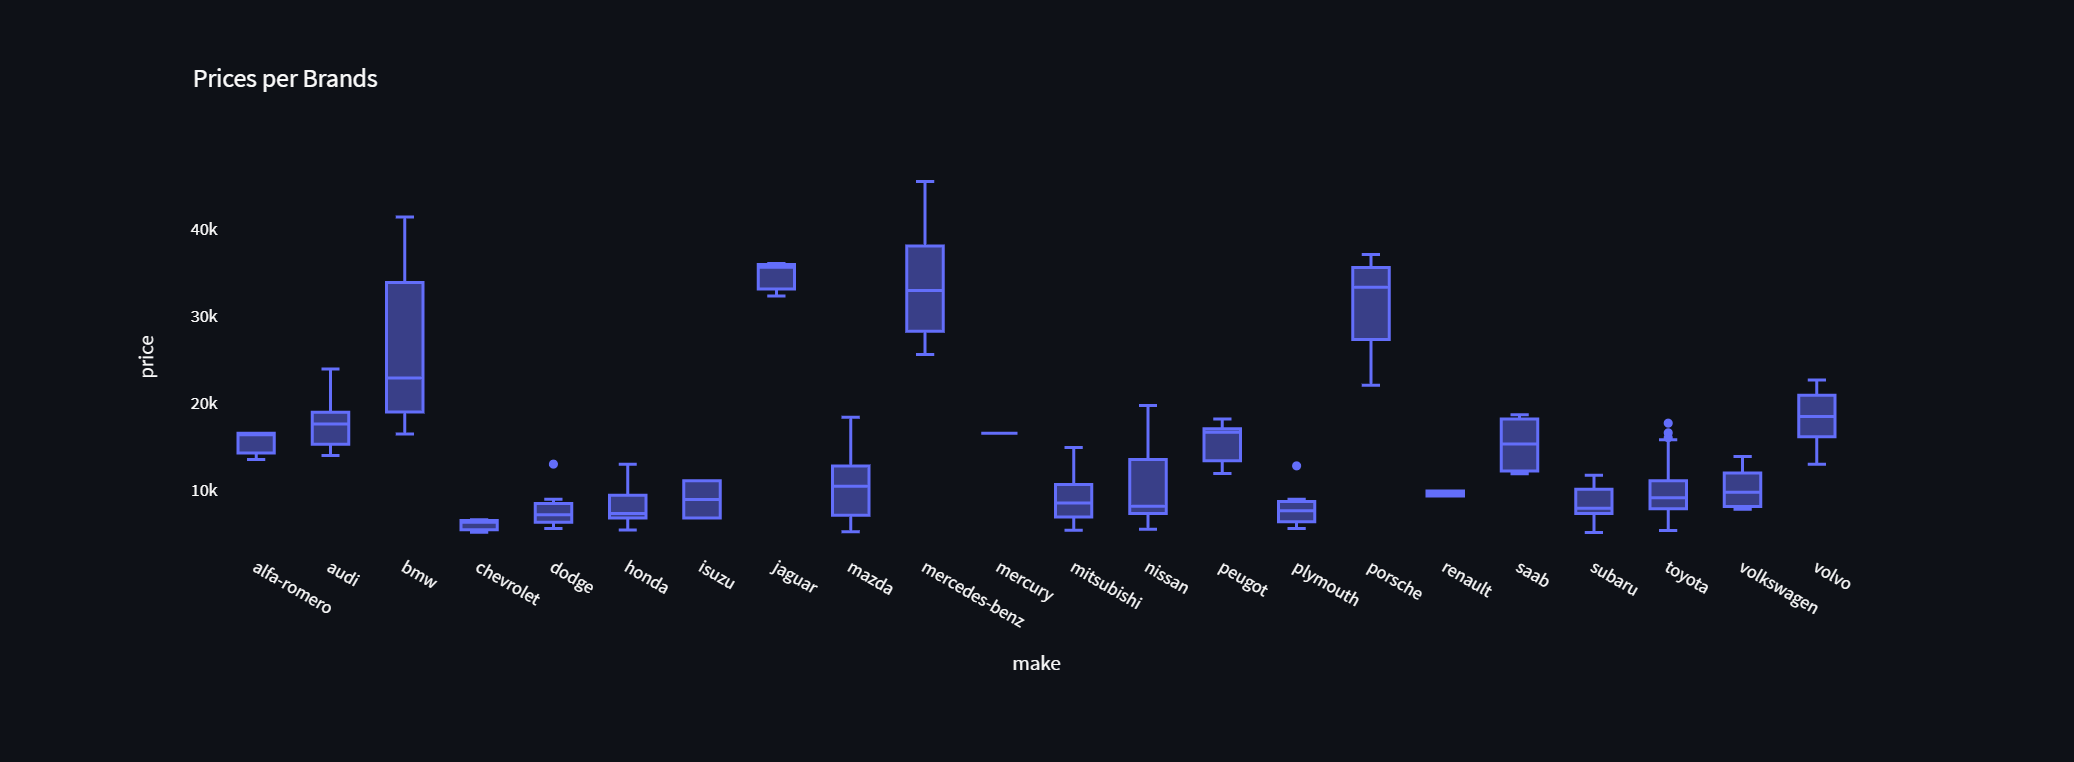 Prices per Brands
40k
30k
20k
10k
price
alfa-romero
audi
bmw
chevrolet
dodge
honda
isuzu
jaguar
mazda
mercedes-benz
mercury
mitsubishi
nissan
peugot
plymouth
porsche
renault
saab
subaru
toyota
volkswagen
volvo
make